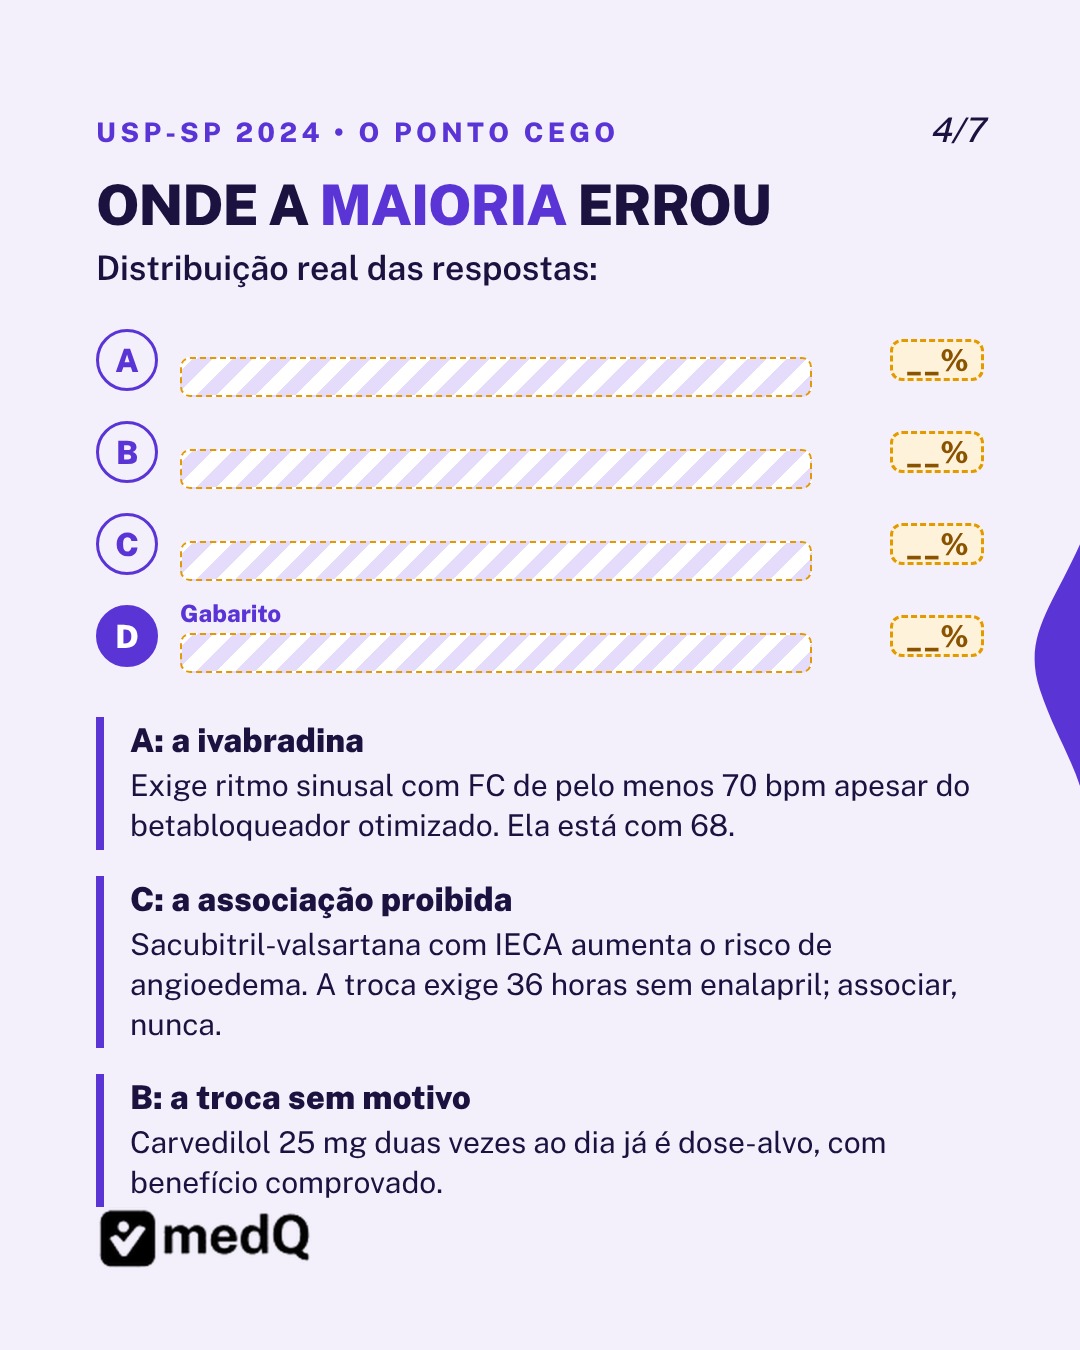 USP-SP 2024 • O PONTO CEGO
4/7
ONDE A MAIORIA ERROU
Distribuição real das respostas:
A
__%
B
__%
C
__%
Gabarito
D
__%
A: a ivabradina
Exige ritmo sinusal com FC de pelo menos 70 bpm apesar do
betabloqueador otimizado. Ela está com 68.
C: a associação proibida
Sacubitril-valsartana com IECA aumenta o risco de
angioedema. A troca exige 36 horas sem enalapril; associar,
nunca.
B: a troca sem motivo
Carvedilol 25 mg duas vezes ao dia já é dose-alvo, com
benefício comprovado.
medQ